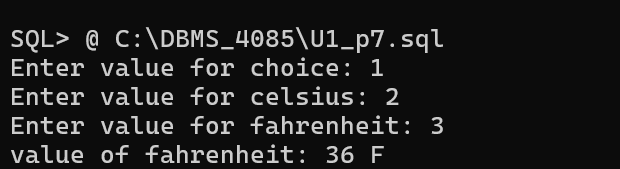 SQL> @ C:\DBMS_4085\U1_p7.sql
Enter value for choice: 1
Enter value for celsius: 2
Enter value for fahrenheit: 3
value of fahrenheit: 36 F